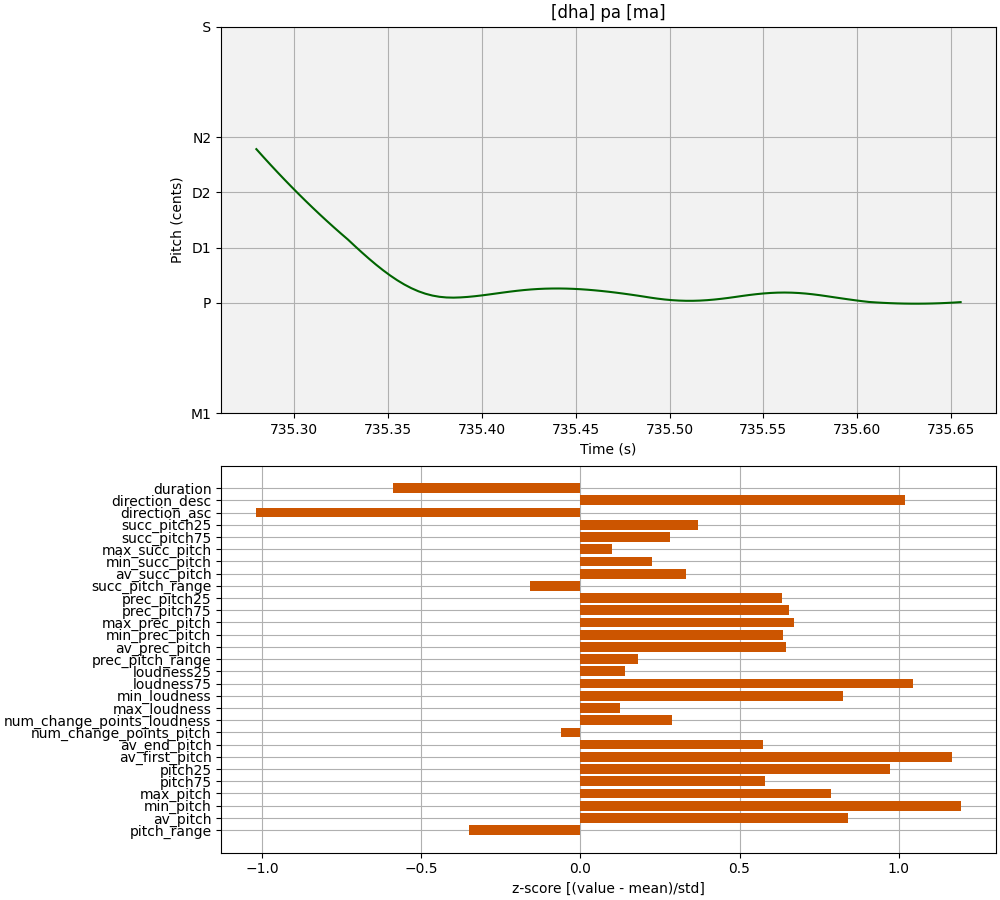 [dha] pa [ma]
S
N2
D2
D1
P
M1
Pitch (cents)
735.30 735.35 735.40 735.45 735.50 735.55 735.60 735.65
Time (s)
duration
direction_desc
direction_asc
succ_pitch25
succ_pitch75
max_succ_pitch
min_succ_pitch
av_succ_pitch
succ_pitch_range
prec_pitch25
prec_pitch75
max_prec_pitch
min_prec_pitch
av_prec_pitch
prec_pitch_range
loudness25
loudness75
min_loudness
max_loudness
num_change_points_loudness
num_change_points_pitch
av_end_pitch
av_first_pitch
pitch25
pitch75
max_pitch
min_pitch
av_pitch
pitch_range
−1.0 −0.5 0.0 0.5 1.0
z-score [(value - mean)/std]